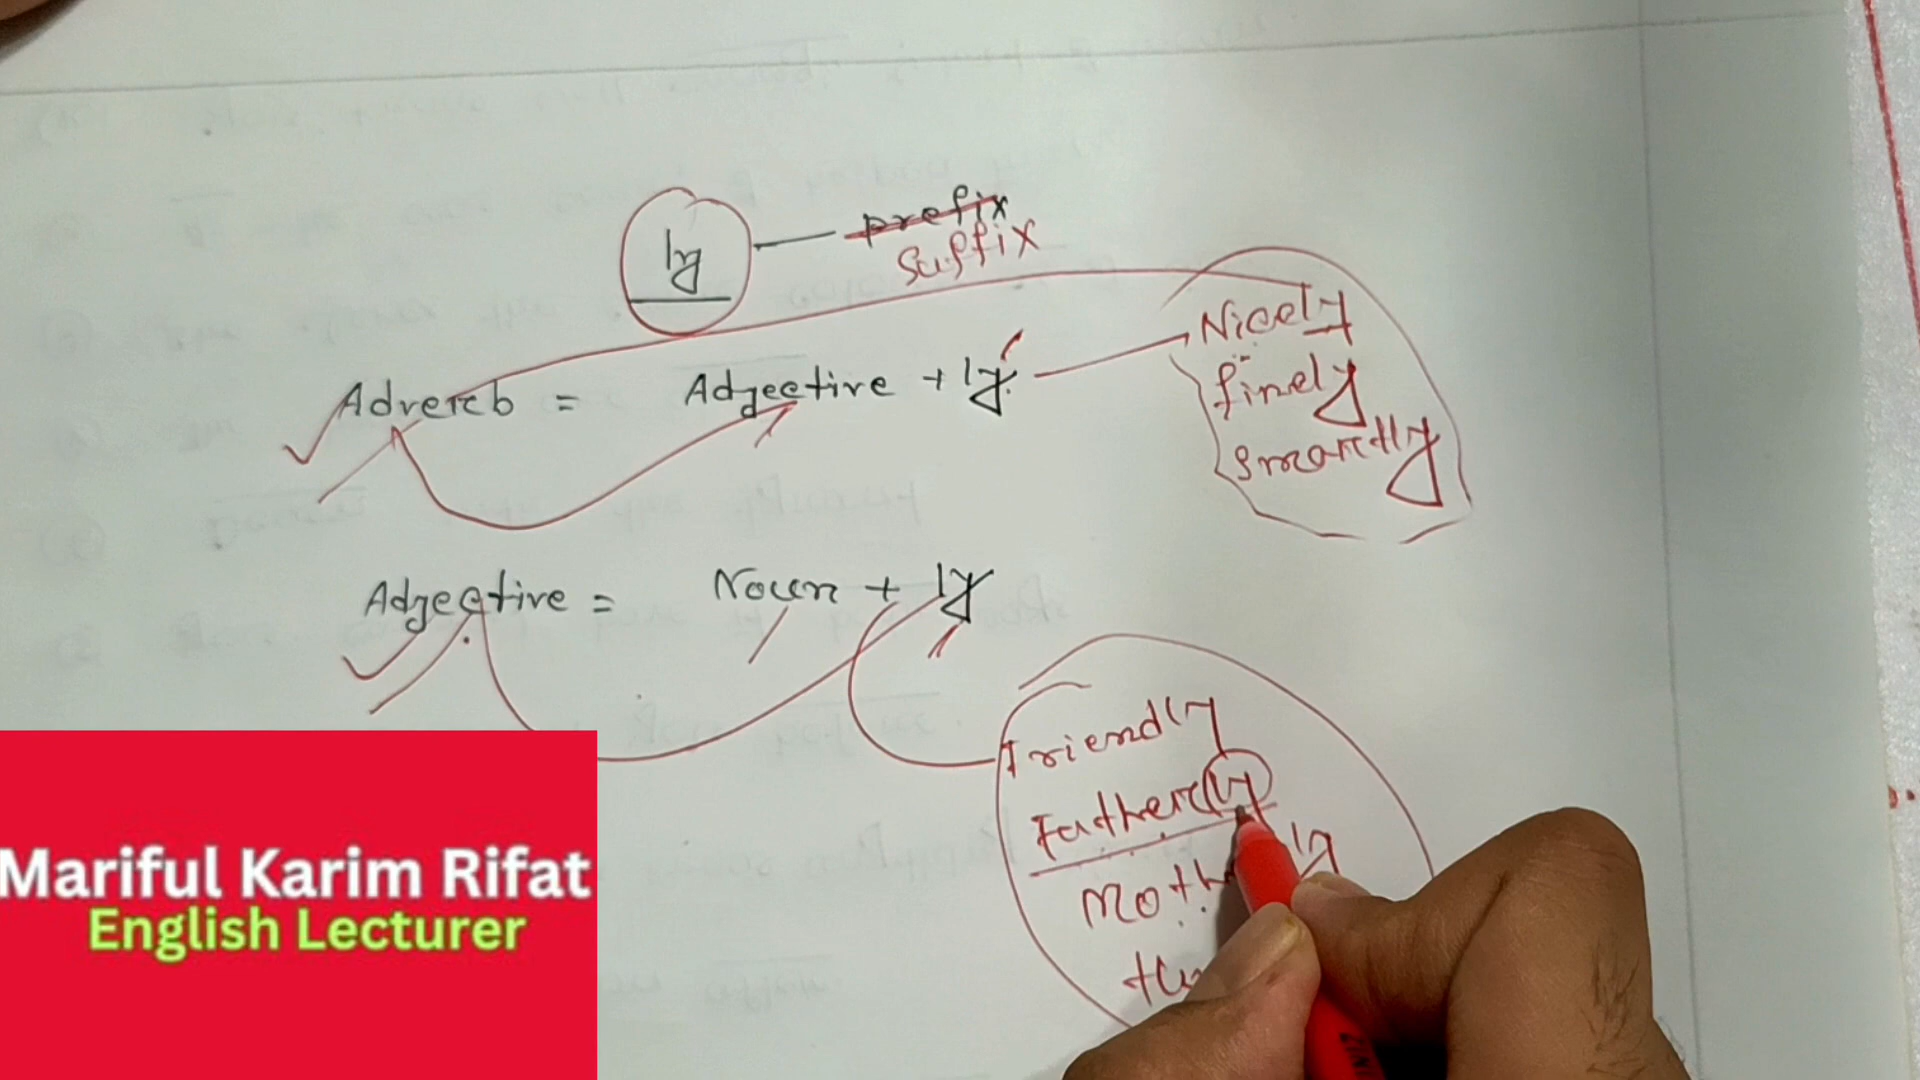 ly — prefix
suffix
Adverb = Adjective + ly
Nicely
finely
smartly
Adjective = Noun + ly
Friendly
Fatherly
Mariful Karim Rifat
English Lecturer